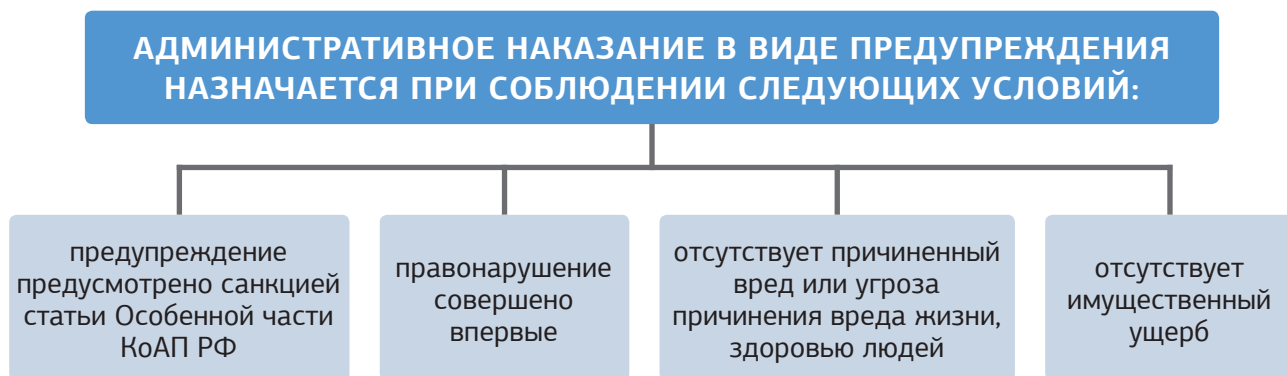 АДМИНИСТРАТИВНОЕ НАКАЗАНИЕ В ВИДЕ ПРЕДУПРЕЖДЕНИЯ
НАЗНАЧАЕТСЯ ПРИ СОБЛЮДЕНИИ СЛЕДУЮЩИХ УСЛОВИЙ:
предупреждение
предусмотрено санкцией
статьи Особенной части
КоАП РФ
правонарушение
совершено
впервые
отсутствует причиненный
вред или угроза
причинения вреда жизни,
здоровью людей
отсутствует
имущественный
ущерб